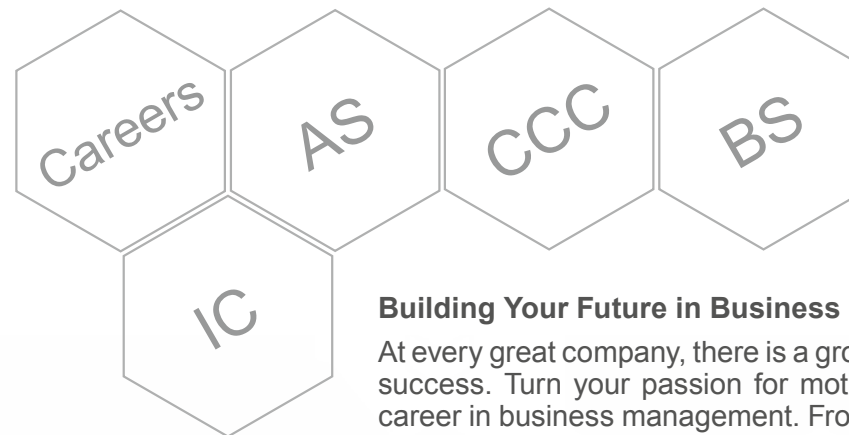 Careers
AS
CCC
BS
IC
Building Your Future in Business
At every great company, there is a
success. Turn your passion for
career in business management.